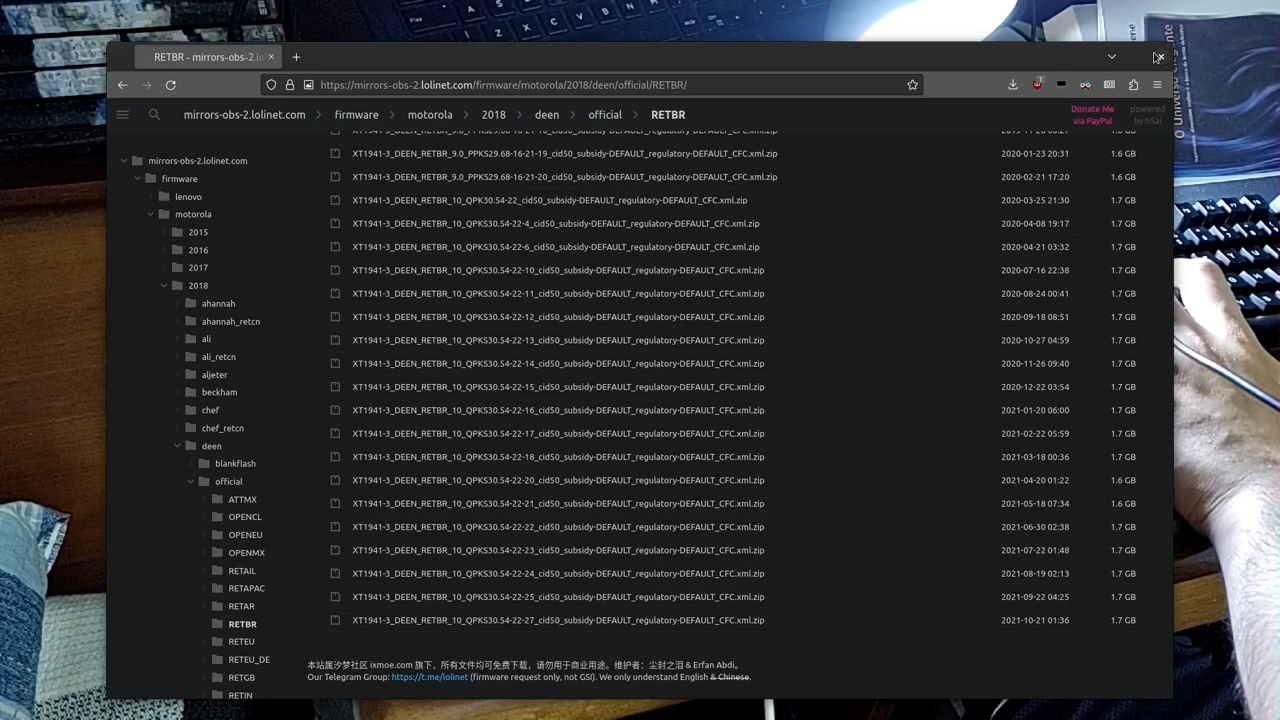 RETBR - mirrors-obs-2.lo
https://mirrors-obs-2.lolinet.com/firmware/motorola/2018/deen/official/RETBR/
mirrors-obs-2.lolinet.com firmware motorola 2018 deen official RETBR
Donate Me
via PayPal
powered
by h5ai
mirrors-obs-2.lolinet.com
firmware
lenovo
motorola
2015
2016
2017
2018
ahannah
ahannah_retcn
ali
ali_retcn
aljeter
beckham
chef
chef_retcn
deen
blankflash
official
ATTMX
OPENCL
OPENEU
OPENMX
RETAIL
RETAPAC
RETAR
RETBR
RETEU
RETEU_DE
RETGB
RETIN
XT1941-3_DEEN_RETBR_9.0_PPKS29.68-16-21-19_cid50_subsidy-DEFAULT_regulatory-DEFAULT_CFC.xml.zip 2020-01-23 20:31 1.6 GB
XT1941-3_DEEN_RETBR_9.0_PPKS29.68-16-21-20_cid50_subsidy-DEFAULT_regulatory-DEFAULT_CFC.xml.zip 2020-02-21 17:20 1.6 GB
XT1941-3_DEEN_RETBR_10_QPK30.54-22_cid50_subsidy-DEFAULT_regulatory-DEFAULT_CFC.xml.zip 2020-03-25 21:30 1.7 GB
XT1941-3_DEEN_RETBR_10_QPK30.54-22-4_cid50_subsidy-DEFAULT_regulatory-DEFAULT_CFC.xml.zip 2020-04-08 19:17 1.7 GB
XT1941-3_DEEN_RETBR_10_QPK30.54-22-6_cid50_subsidy-DEFAULT_regulatory-DEFAULT_CFC.xml.zip 2020-04-21 03:32 1.7 GB
XT1941-3_DEEN_RETBR_10_QPKS30.54-22-10_cid50_subsidy-DEFAULT_regulatory-DEFAULT_CFC.xml.zip 2020-07-16 22:38 1.7 GB
XT1941-3_DEEN_RETBR_10_QPKS30.54-22-11_cid50_subsidy-DEFAULT_regulatory-DEFAULT_CFC.xml.zip 2020-08-24 00:41 1.7 GB
XT1941-3_DEEN_RETBR_10_QPKS30.54-22-12_cid50_subsidy-DEFAULT_regulatory-DEFAULT_CFC.xml.zip 2020-09-18 08:51 1.7 GB
XT1941-3_DEEN_RETBR_10_QPKS30.54-22-13_cid50_subsidy-DEFAULT_regulatory-DEFAULT_CFC.xml.zip 2020-10-27 04:59 1.7 GB
XT1941-3_DEEN_RETBR_10_QPKS30.54-22-14_cid50_subsidy-DEFAULT_regulatory-DEFAULT_CFC.xml.zip 2020-11-26 09:40 1.7 GB
XT1941-3_DEEN_RETBR_10_QPKS30.54-22-15_cid50_subsidy-DEFAULT_regulatory-DEFAULT_CFC.xml.zip 2020-12-22 03:54 1.7 GB
XT1941-3_DEEN_RETBR_10_QPKS30.54-22-16_cid50_subsidy-DEFAULT_regulatory-DEFAULT_CFC.xml.zip 2021-01-20 06:00 1.7 GB
XT1941-3_DEEN_RETBR_10_QPKS30.54-22-17_cid50_subsidy-DEFAULT_regulatory-DEFAULT_CFC.xml.zip 2021-02-22 05:59 1.7 GB
XT1941-3_DEEN_RETBR_10_QPKS30.54-22-18_cid50_subsidy-DEFAULT_regulatory-DEFAULT_CFC.xml.zip 2021-03-18 00:36 1.7 GB
XT1941-3_DEEN_RETBR_10_QPKS30.54-22-20_cid50_subsidy-DEFAULT_regulatory-DEFAULT_CFC.xml.zip 2021-04-20 01:22 1.6 GB
XT1941-3_DEEN_RETBR_10_QPKS30.54-22-21_cid50_subsidy-DEFAULT_regulatory-DEFAULT_CFC.xml.zip 2021-05-18 07:34 1.6 GB
XT1941-3_DEEN_RETBR_10_QPKS30.54-22-22_cid50_subsidy-DEFAULT_regulatory-DEFAULT_CFC.xml.zip 2021-06-30 02:38 1.7 GB
XT1941-3_DEEN_RETBR_10_QPKS30.54-22-23_cid50_subsidy-DEFAULT_regulatory-DEFAULT_CFC.xml.zip 2021-07-22 01:48 1.7 GB
XT1941-3_DEEN_RETBR_10_QPKS30.54-22-24_cid50_subsidy-DEFAULT_regulatory-DEFAULT_CFC.xml.zip 2021-08-19 02:13 1.7 GB
XT1941-3_DEEN_RETBR_10_QPKS30.54-22-25_cid50_subsidy-DEFAULT_regulatory-DEFAULT_CFC.xml.zip 2021-09-22 04:25 1.7 GB
XT1941-3_DEEN_RETBR_10_QPKS30.54-22-27_cid50_subsidy-DEFAULT_regulatory-DEFAULT_CFC.xml.zip 2021-10-21 01:36 1.7 GB
本站属汐梦社区 ixmoe.com 旗下，所有文件均可免费下载，请勿用于商业用途。维护者：尘封之泪 & Erfan Abdi。
Our Telegram Group: https://t.me/lolinet (firmware request only, not GSI). We only understand English & Chinese.
O Universo